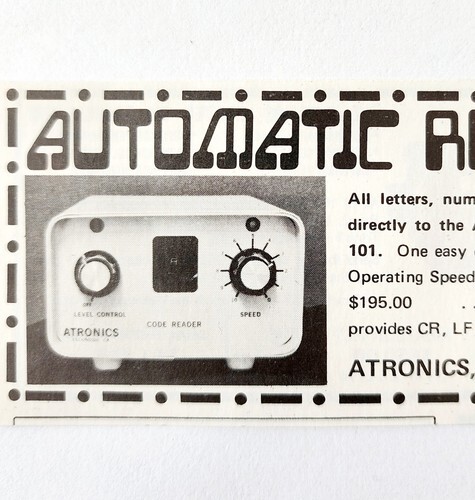 AUTOMATIC
All letters, num
directly to the
101. One easy
Operating Speed
$195.00 . .
provides CR, LF
ATRONICS,
OFF
LEVEL CONTROL
CODE READER
SPEED
ATRONICS